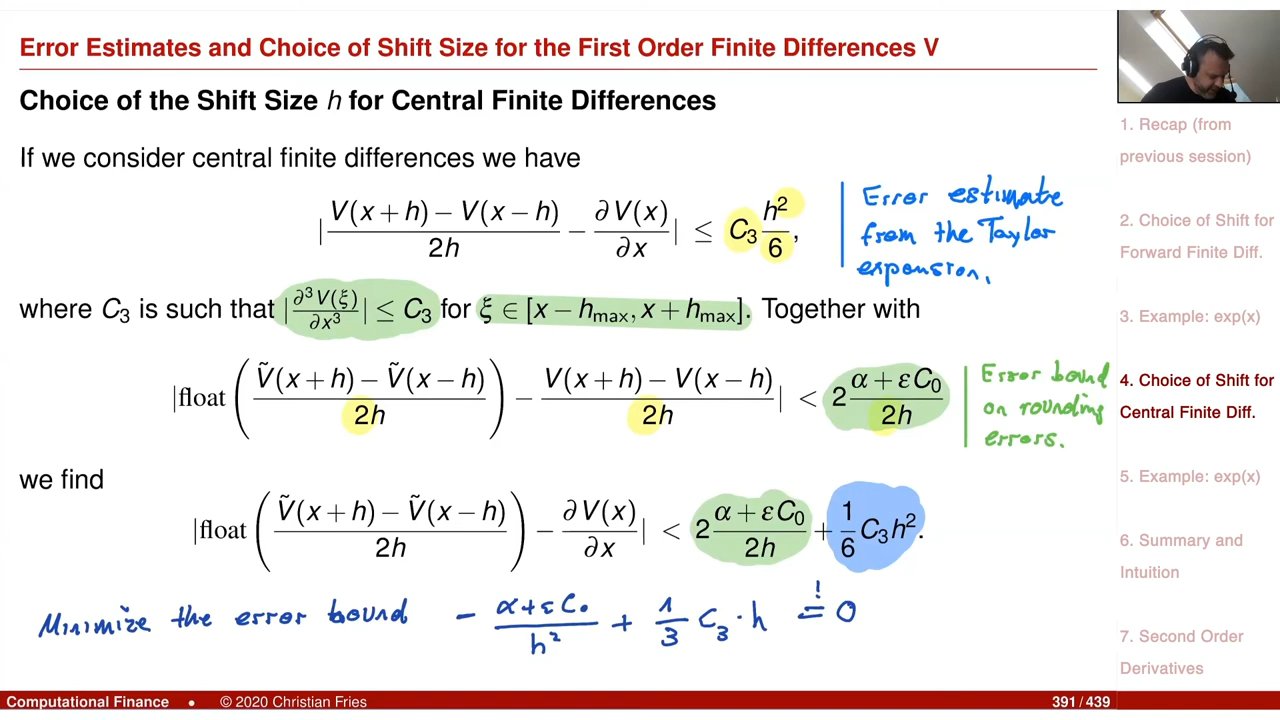 Error Estimates and Choice of Shift Size for the First Order Finite Differences V
Choice of the Shift Size h for Central Finite Differences
If we consider central finite differences we have
|(V(x+h) − V(x−h))/(2h) − ∂V(x)/∂x| ≤ C₃ h²/6,
Error estimate
from the Taylor
expansion.
where C₃ is such that |∂³V(ξ)/∂x³| ≤ C₃ for ξ ∈ [x − h_max, x + h_max]. Together with
|float((Ṽ(x+h) − Ṽ(x−h))/(2h)) − (V(x+h) − V(x−h))/(2h)| < 2 (α+εC₀)/(2h)
Error bound
on rounding
errors.
we find
|float((Ṽ(x+h) − Ṽ(x−h))/(2h)) − ∂V(x)/∂x| < 2 (α+εC₀)/(2h) + 1/6 C₃h².
Minimize the error bound − (α+εC₀)/h² + 1/3 C₃ · h =! 0
1. Recap (from
previous session)
2. Choice of Shift for
Forward Finite Diff.
3. Example: exp(x)
4. Choice of Shift for
Central Finite Diff.
5. Example: exp(x)
6. Summary and
Intuition
7. Second Order
Derivatives
Computational Finance • © 2020 Christian Fries 391 / 439